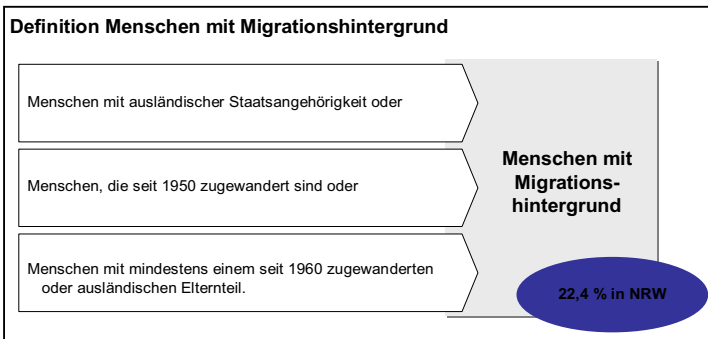 Definition Menschen mit Migrationshintergrund
Menschen mit ausländischer Staatsangehörigkeit oder
Menschen, die seit 1950 zugewandert sind oder
Menschen mit mindestens einem seit 1960 zugewanderten
oder ausländischen Elternteil.
Menschen mit
Migrations-
hintergrund
22,4 % in NRW